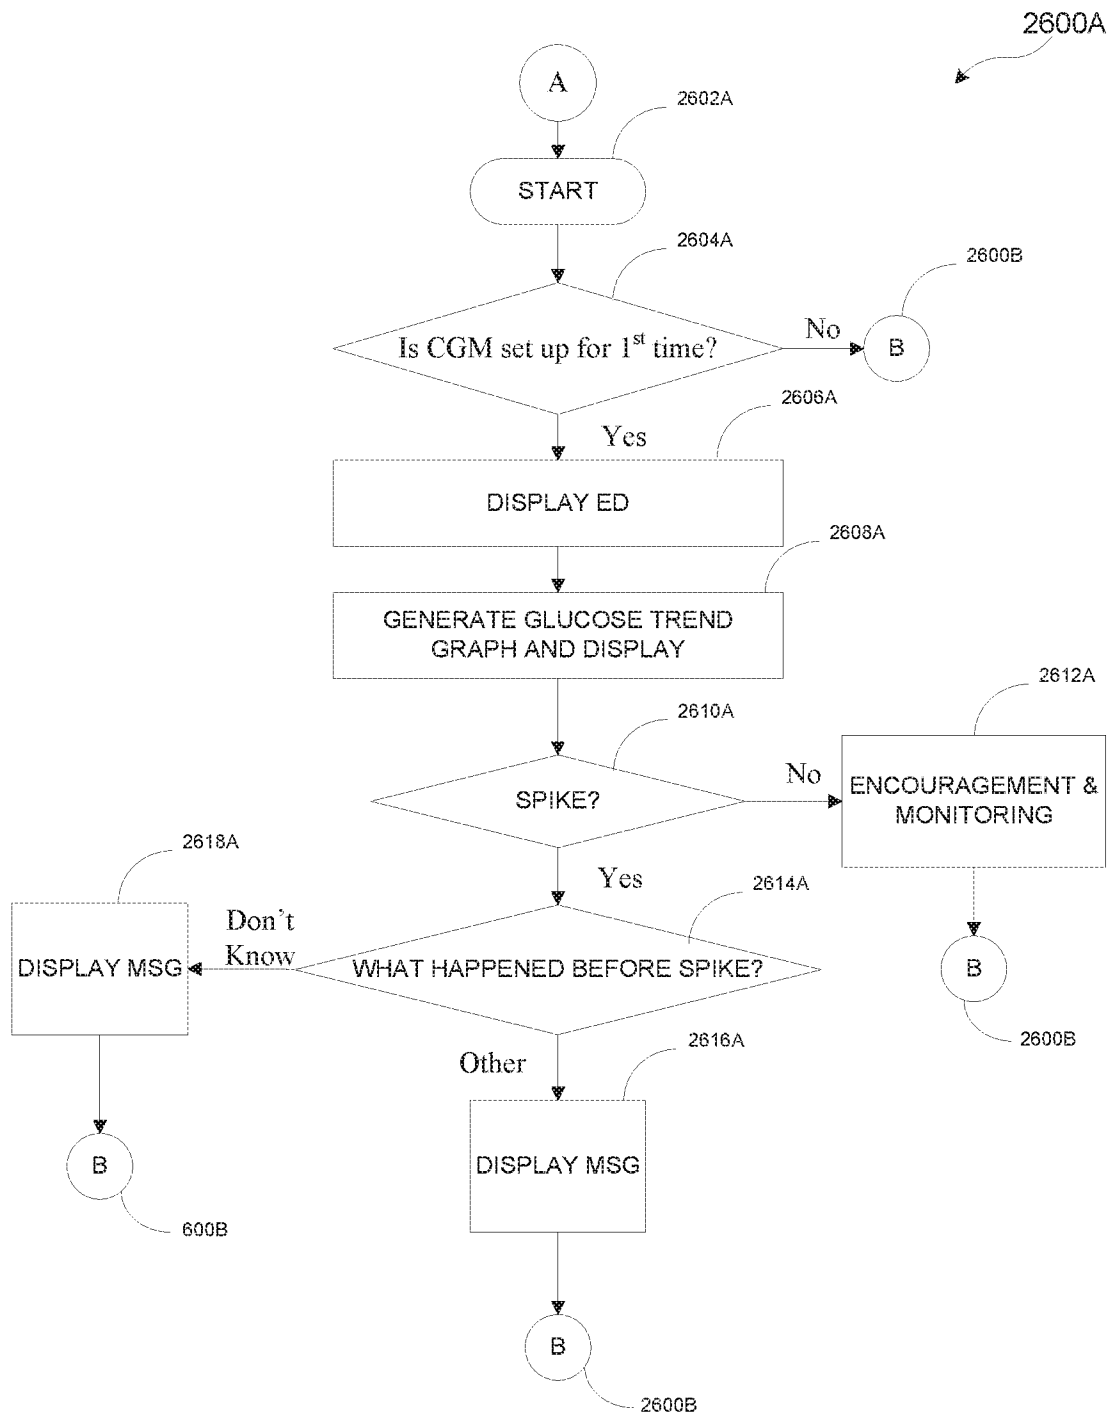 2600A
A
2602A
START
2604A
2600B
Is CGM set up for 1st time?
No
B
2606A
Yes
DISPLAY ED
2608A
GENERATE GLUCOSE TREND
GRAPH AND DISPLAY
2612A
2610A
No
SPIKE?
ENCOURAGEMENT &
MONITORING
2618A
Yes
2614A
Don't
Know
DISPLAY MSG
WHAT HAPPENED BEFORE SPIKE?
B
2600B
2616A
Other
DISPLAY MSG
B
600B
B
2600B